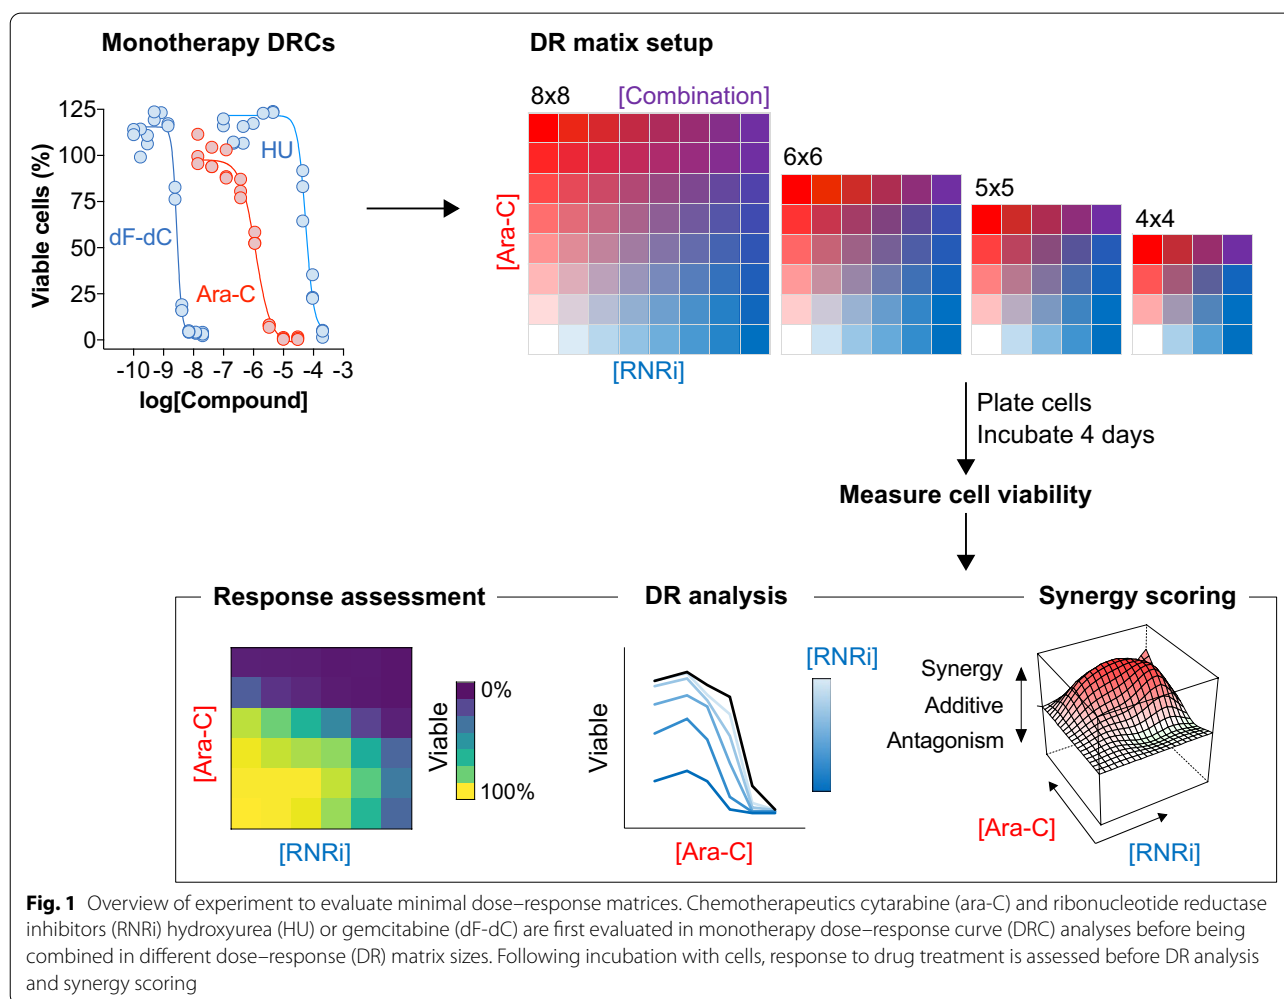 Monotherapy DRCs
DR matix setup
Viable cells (%)
125
100
75
50
25
0
HU
dF-dC
Ara-C
-10 -9 -8 -7 -6 -5 -4 -3
log[Compound]
8x8
[Combination]
6x6
5x5
4x4
[Ara-C]
[RNRi]
Plate cells
Incubate 4 days
Measure cell viability
Response assessment
DR analysis
Synergy scoring
[Ara-C]
[RNRi]
Viable
0%
100%
Viable
[Ara-C]
[RNRi]
Synergy
Additive
Antagonism
[Ara-C]
[RNRi]
Fig. 1 Overview of experiment to evaluate minimal dose–response matrices. Chemotherapeutics cytarabine (ara-C) and ribonucleotide reductase
inhibitors (RNRi) hydroxyurea (HU) or gemcitabine (dF-dC) are first evaluated in monotherapy dose–response curve (DRC) analyses before being
combined in different dose–response (DR) matrix sizes. Following incubation with cells, response to drug treatment is assessed before DR analysis
and synergy scoring